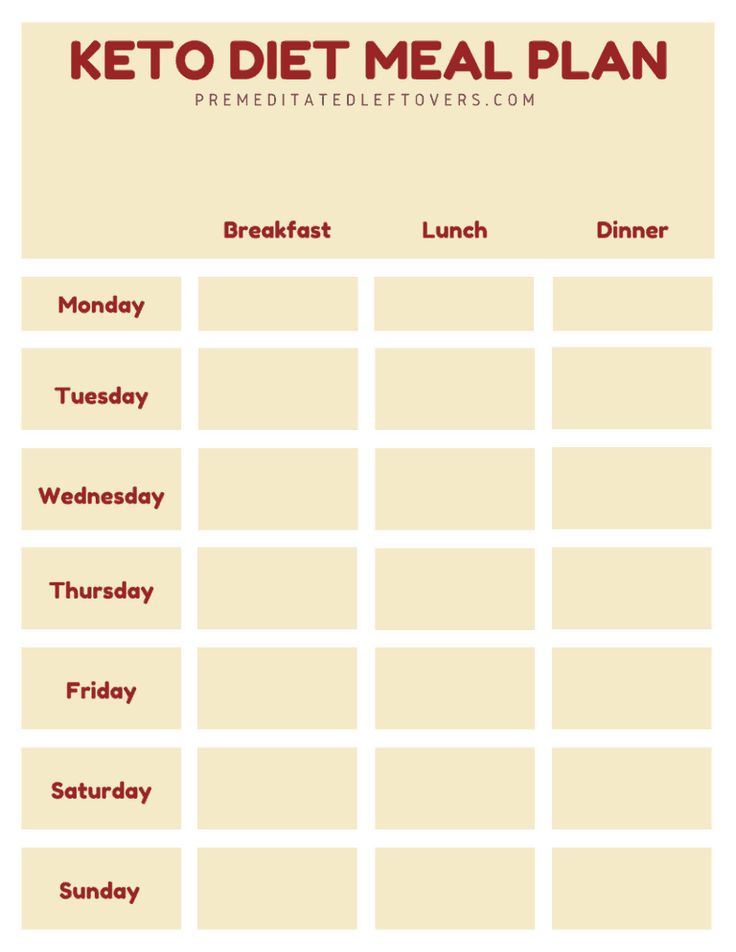 KETO DIET MEAL PLAN
PREMEDITATEDLEFTOVERS.COM
Breakfast Lunch Dinner
Monday
Tuesday
Wednesday
Thursday
Friday
Saturday
Sunday